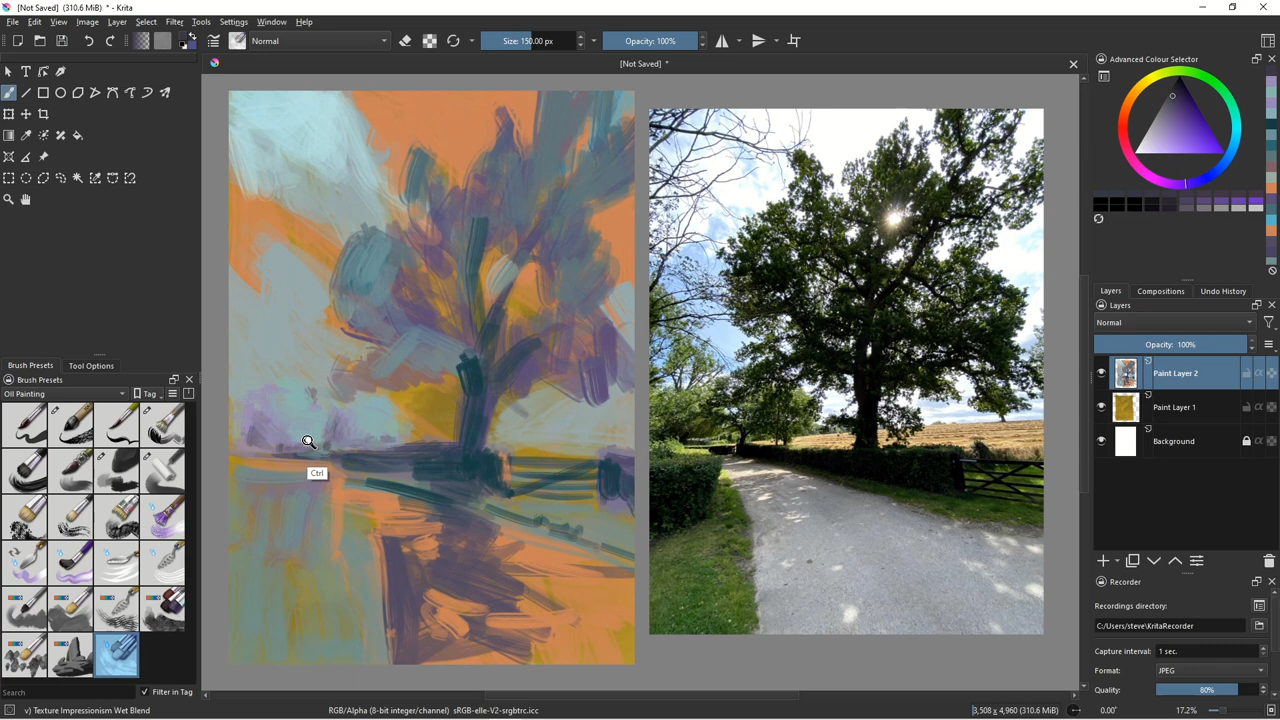 [Not Saved]  (310.6 MiB)  * - Krita
File Edit View Image Layer Select Filter Tools Settings Window Help
Normal
Size: 150.00 px
Opacity: 100%
[Not Saved] *
Advanced Colour Selector
Layers Compositions Undo History
Layers
Normal
Opacity: 100%
Paint Layer 2
Paint Layer 1
Background
Brush Presets Tool Options
Brush Presets
Oil Painting
Tag
Ctrl
Recorder
Recordings directory:
C:/Users/steve\KritaRecorder
Capture interval: 1 sec.
Format: JPEG
Quality: 80%
Search
Filter in Tag
v) Texture Impressionism Wet Blend
RGB/Alpha (8-bit integer/channel)  sRGB-elle-V2-srgbtrc.icc
3,508 x 4,960 (310.6 MiB)
0.00°
17.2%